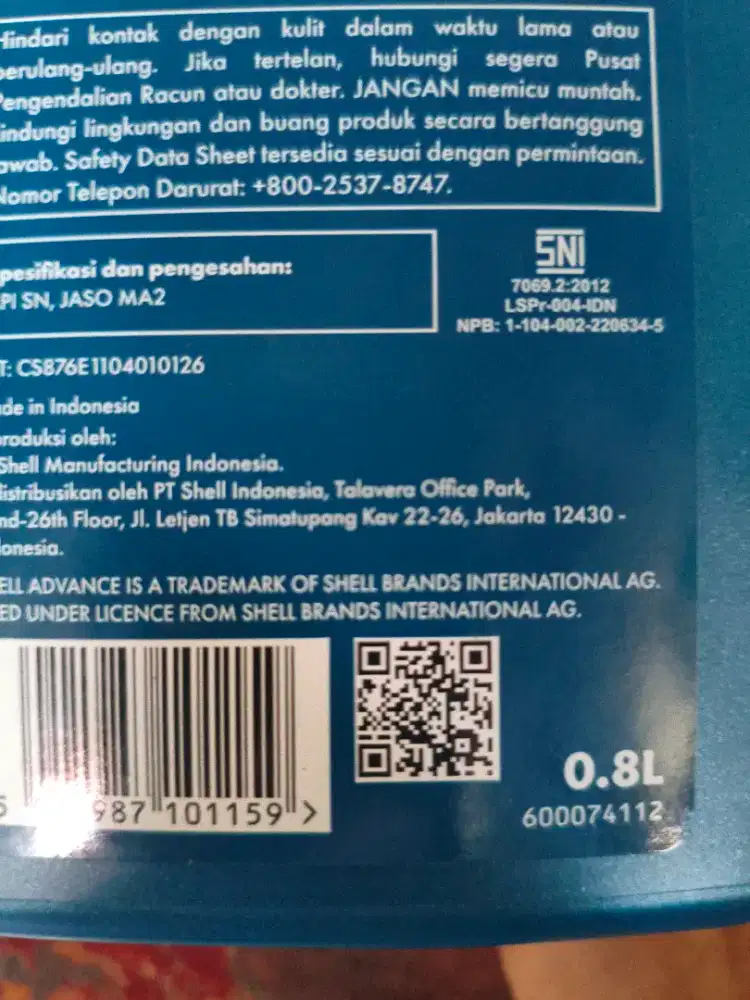 Hindari kontak dengan kulit dalam waktu lama atau
berulang-ulang. Jika tertelan, hubungi segera Pusat
Pengendalian Racun atau dokter. JANGAN memicu muntah.
indungi lingkungan dan buang produk secara bertanggung
awab. Safety Data Sheet tersedia sesuai dengan permintaan.
Nomor Telepon Darurat: +800-2537-8747.
pesifikasi dan pengesahan:
PI SN, JASO MA2
SNI
7069.2:2012
LSPr-004-IDN
NPB: 1-104-002-220634-5
T: CS876E1104010126
de in Indonesia
roduksi oleh:
Shell Manufacturing Indonesia.
istribusikan oleh PT Shell Indonesia, Talavera Office Park,
nd-26th Floor, Jl. Letjen TB Simatupang Kav 22-26, Jakarta 12430 -
onesia.
ELL ADVANCE IS A TRADEMARK OF SHELL BRANDS INTERNATIONAL AG.
ED UNDER LICENCE FROM SHELL BRANDS INTERNATIONAL AG.
987 101159 >
0.8L
600074112